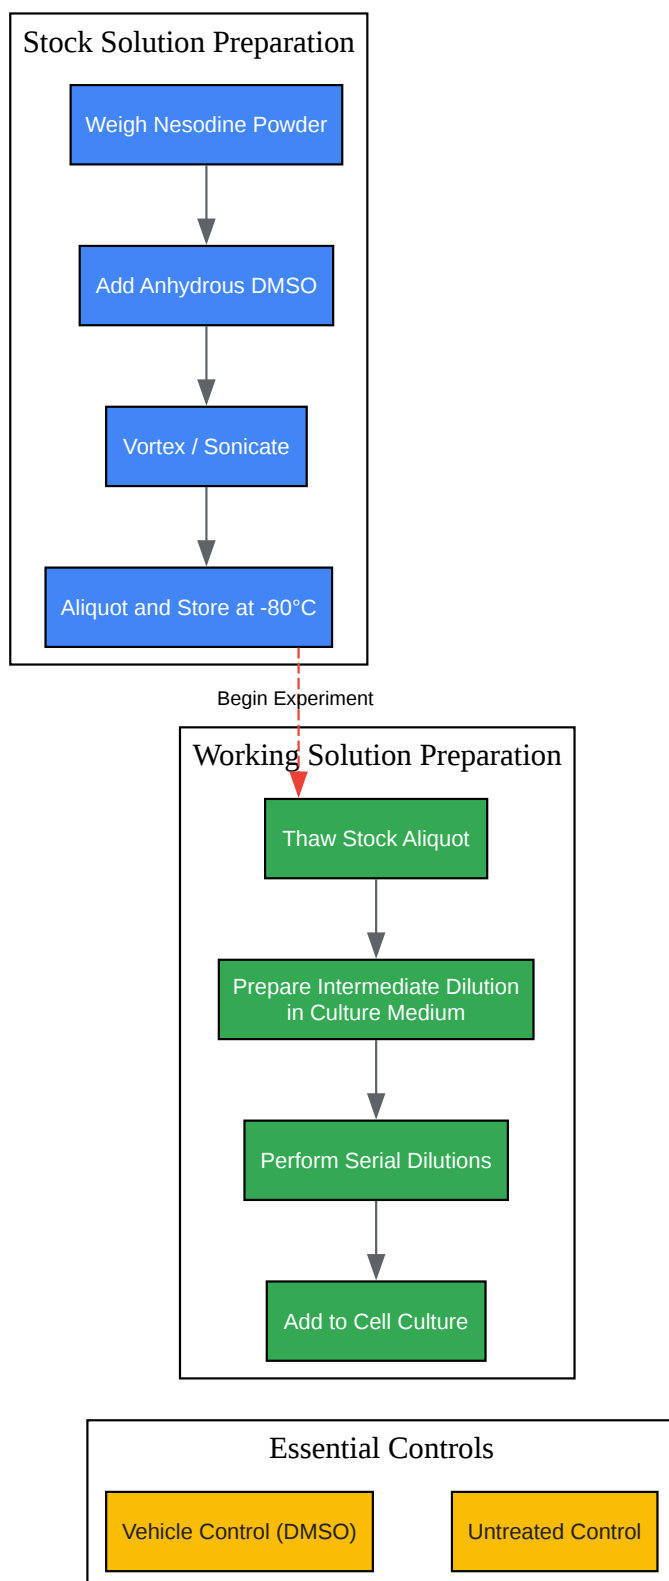 Stock Solution Preparation
Weigh Nesodine Powder
Add Anhydrous DMSO
Vortex / Sonicate
Aliquot and Store at -80°C
Begin Experiment
Working Solution Preparation
Thaw Stock Aliquot
Prepare Intermediate Dilution
in Culture Medium
Perform Serial Dilutions
Add to Cell Culture
Essential Controls
Vehicle Control (DMSO)
Untreated Control